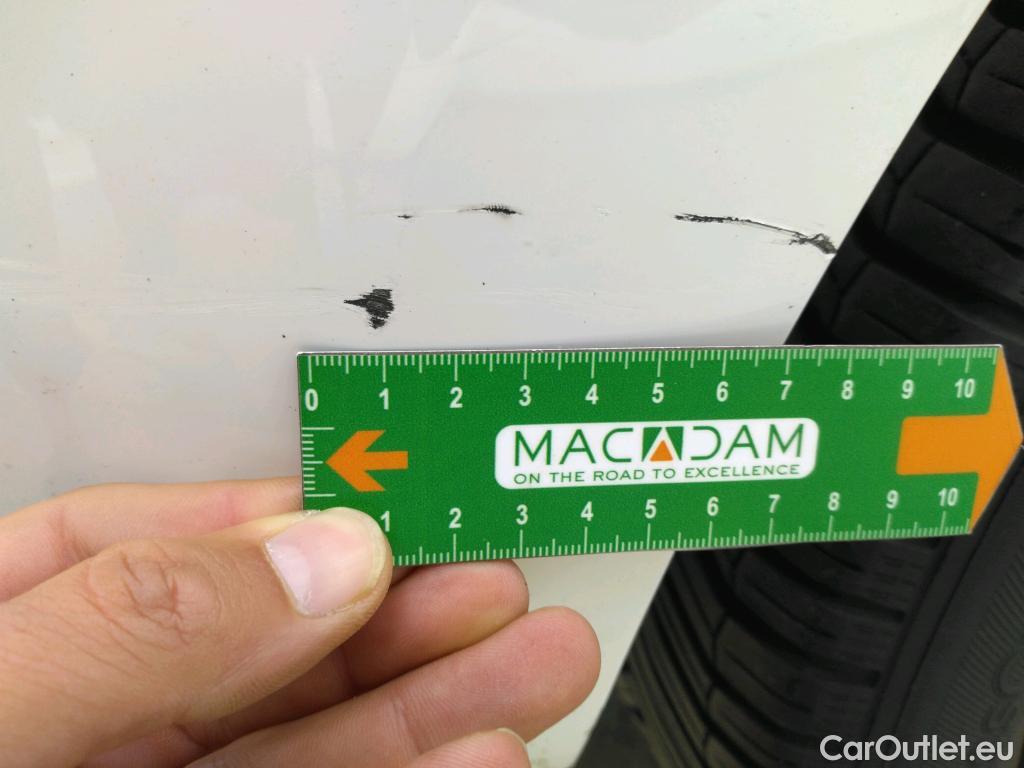 0 1 2 3 4 5 6 7 8 9 10
MACADAM
ON THE ROAD TO EXCELLENCE
1 2 3 4 5 6 7 8 9 10
CarOutlet.eu